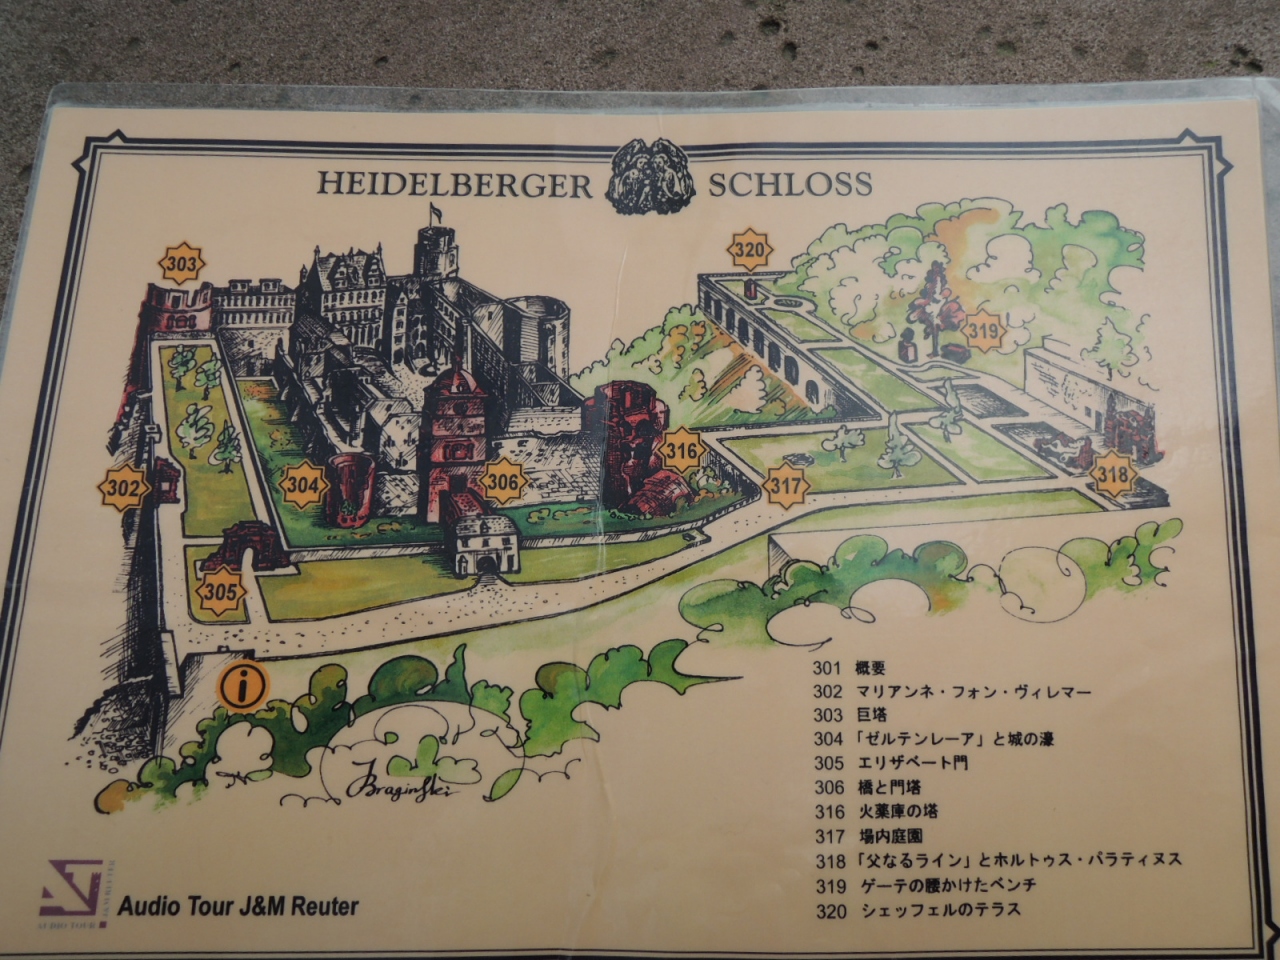 HEIDELBERGER SCHLOSS
303
320
319
302
304
306
316
317
318
305
i
J Braginski
301 概要
302 マリアンネ・フォン・ヴィレマー
303 巨塔
304 「ゼルテンレーア」と城の濠
305 エリザベート門
306 橋と門塔
316 火薬庫の塔
317 場内庭園
318 「父なるライン」とホルトゥス・パラティヌス
319 ゲーテの腰かけたベンチ
320 シェッフェルのテラス
AUDIO TOUR
J&M REUTER
Audio Tour J&M Reuter